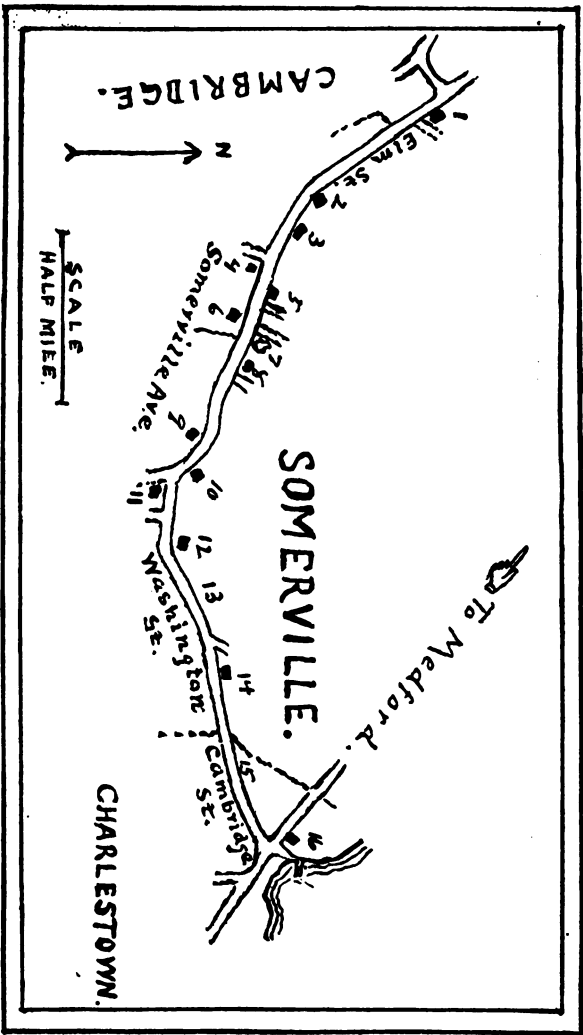 CAMBRIDGE.
N
SCALE
HALF MILE.
Elm St.
Somerville Ave.
SOMERVILLE.
To Medford.
Washington
St.
Cambridge
St.
CHARLESTOWN.
1
2
3
4
5
6
7
8
9
10
11
12
13
14
15
16